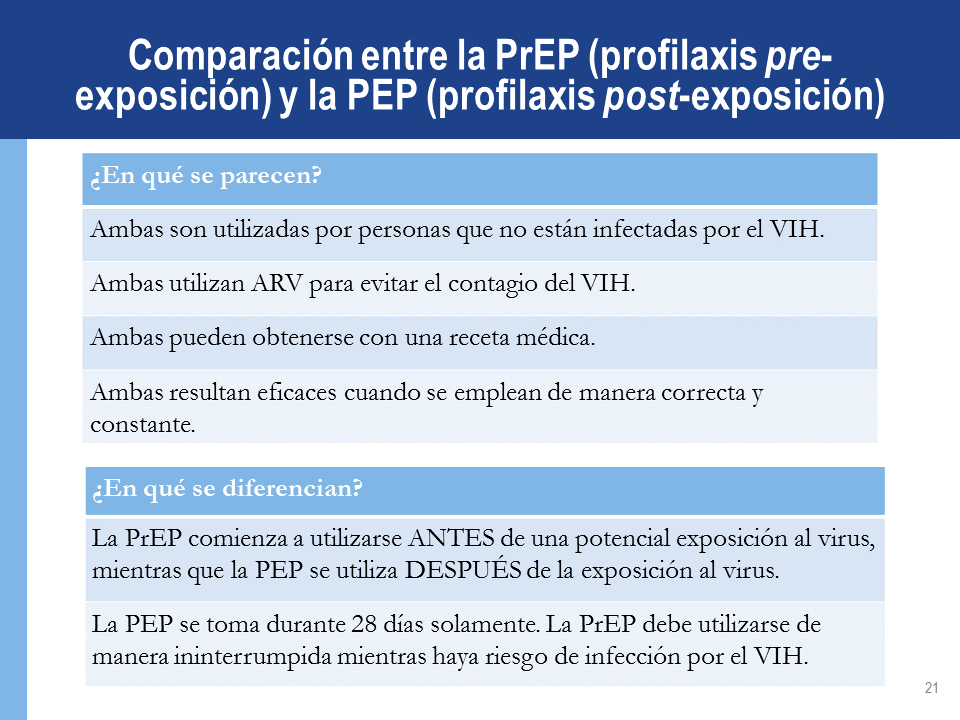 Comparación entre la PrEP (profilaxis pre-
exposición) y la PEP (profilaxis post-exposición)
¿En qué se parecen?
Ambas son utilizadas por personas que no están infectadas por el VIH.
Ambas utilizan ARV para evitar el contagio del VIH.
Ambas pueden obtenerse con una receta médica.
Ambas resultan eficaces cuando se emplean de manera correcta y
constante.
¿En qué se diferencian?
La PrEP comienza a utilizarse ANTES de una potencial exposición al virus,
mientras que la PEP se utiliza DESPUÉS de la exposición al virus.
La PEP se toma durante 28 días solamente. La PrEP debe utilizarse de
manera ininterrumpida mientras haya riesgo de infección por el VIH.
21